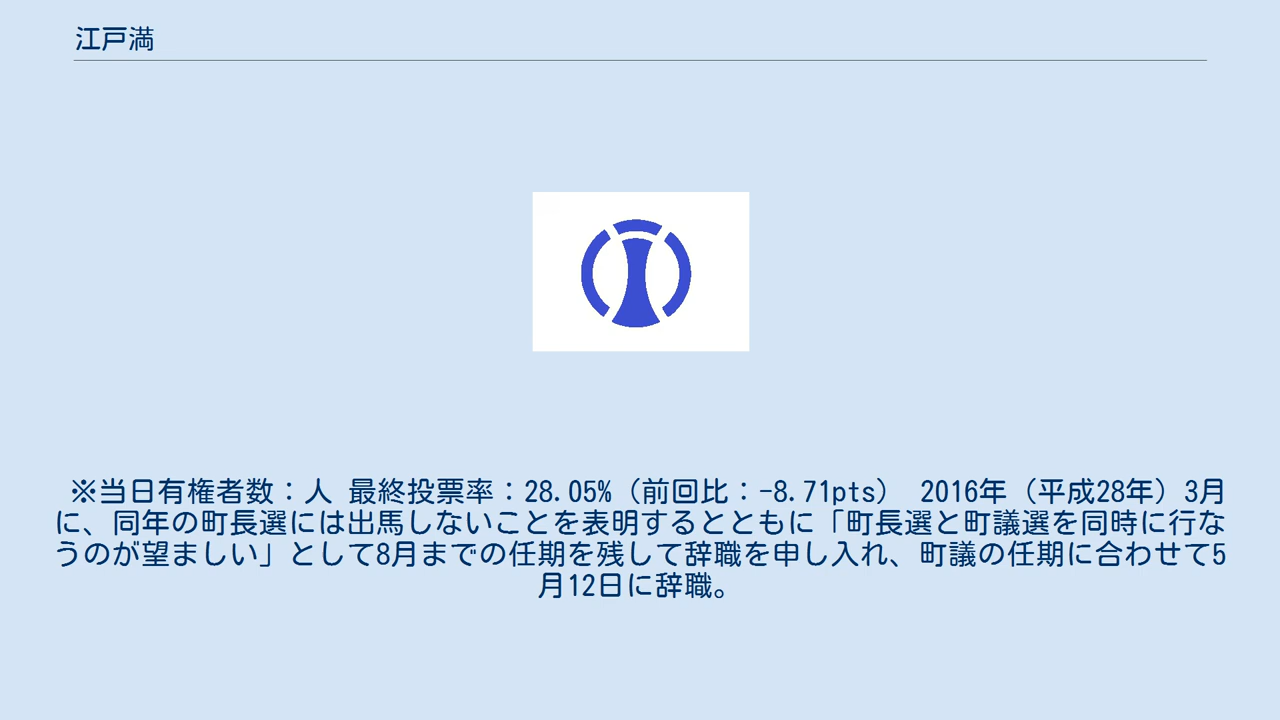 江戸満
※当日有権者数：人 最終投票率：28.05%（前回比：-8.71pts） 2016年（平成28年）3月
に、同年の町長選には出馬しないことを表明するとともに「町長選と町議選を同時に行な
うのが望ましい」として8月までの任期を残して辞職を申し入れ、町議の任期に合わせて5
月12日に辞職。